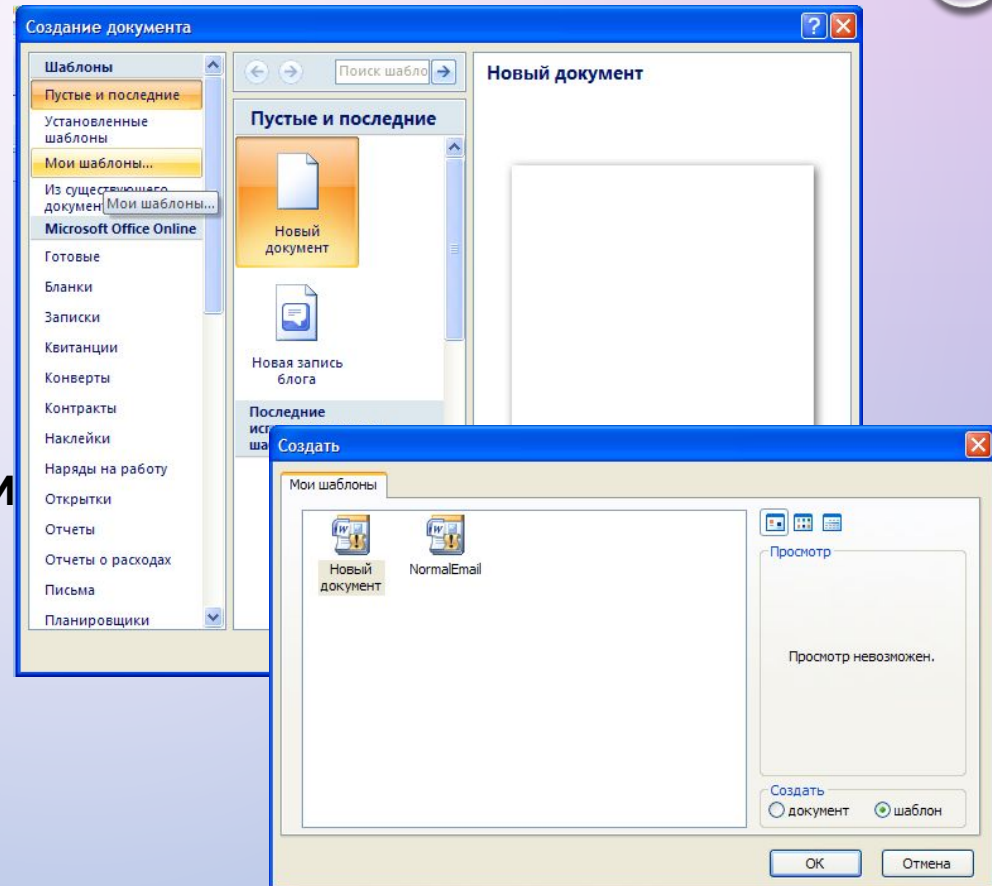 Создание документа
Шаблоны
Пустые и последние
Установленные
шаблоны
Мои шаблоны...
Из существующего
Мои шаблоны...
Microsoft Office Online
Готовые
Бланки
Записки
Квитанции
Конверты
Контракты
Наклейки
Наряды на работу
Открытки
Отчеты
Отчеты о расходах
Письма
Планировщики
Поиск шабло
Пустые и последние
Новый
документ
Новая запись
блога
Последние
Новый документ
и
Создать
Мои шаблоны
Новый
документ
NormalEmail
Просмотр
Просмотр невозможен.
Создать
документ
шаблон
ОК
Отмена